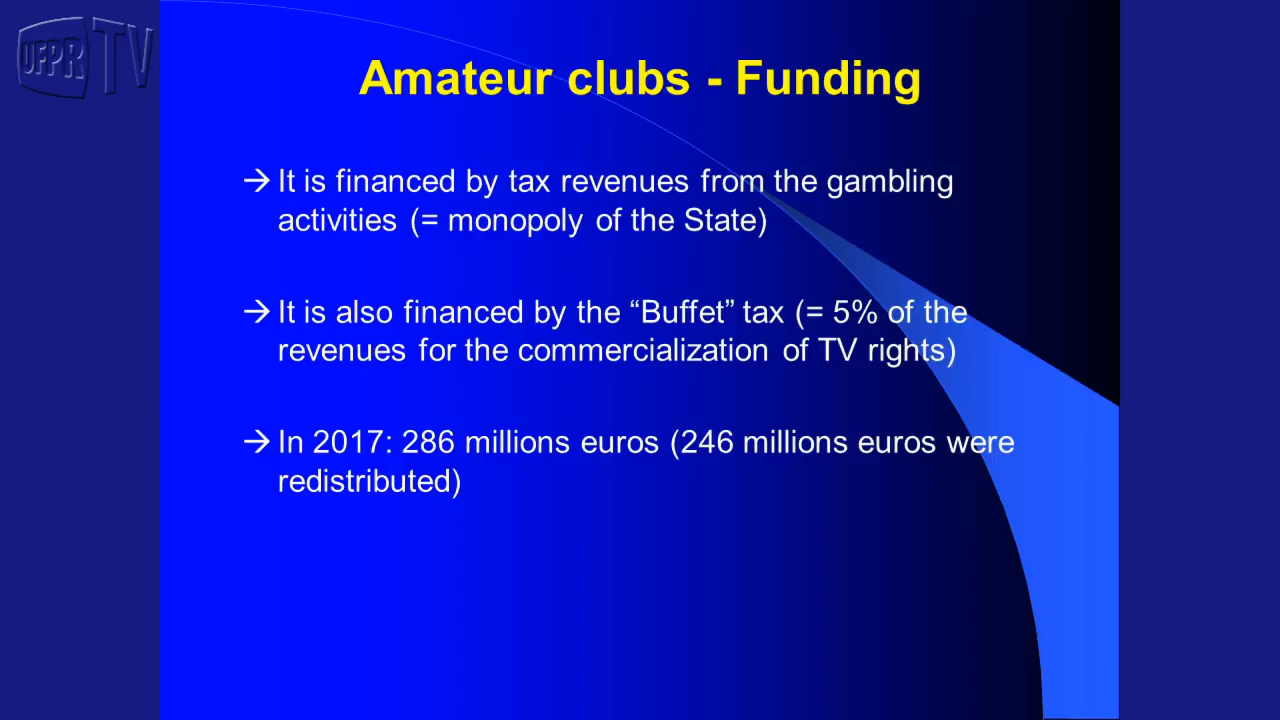 UFPR TV
Amateur clubs - Funding
→ It is financed by tax revenues from the gambling
activities (= monopoly of the State)
→ It is also financed by the “Buffet” tax (= 5% of the
revenues for the commercialization of TV rights)
→ In 2017: 286 millions euros (246 millions euros were
redistributed)